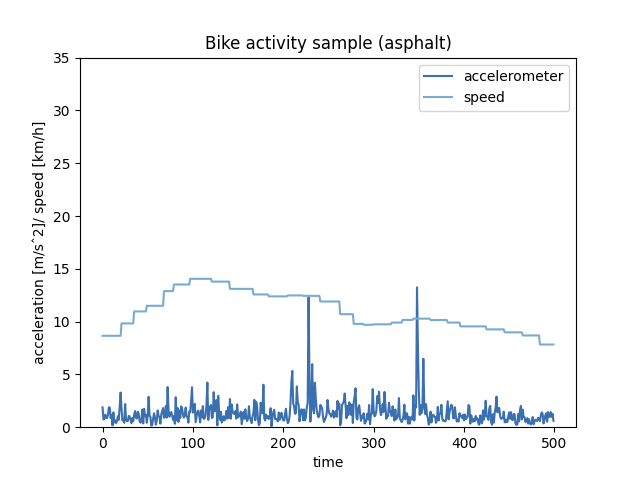 Bike activity sample (asphalt)
accelerometer
speed
acceleration [m/sˆ2]/ speed [km/h]
35
30
25
20
15
10
5
0
0 100 200 300 400 500
time